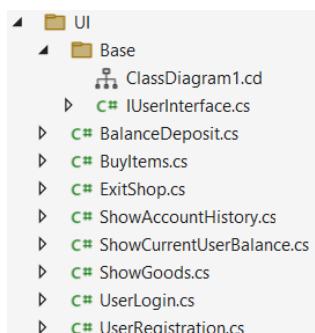 UI
Base
ClassDiagram1.cd
C# IUserInterface.cs
C# BalanceDeposit.cs
C# BuyItems.cs
C# ExitShop.cs
C# ShowAccountHistory.cs
C# ShowCurrentUserBalance.cs
C# ShowGoods.cs
C# UserLogin.cs
C# UserRegistration.cs